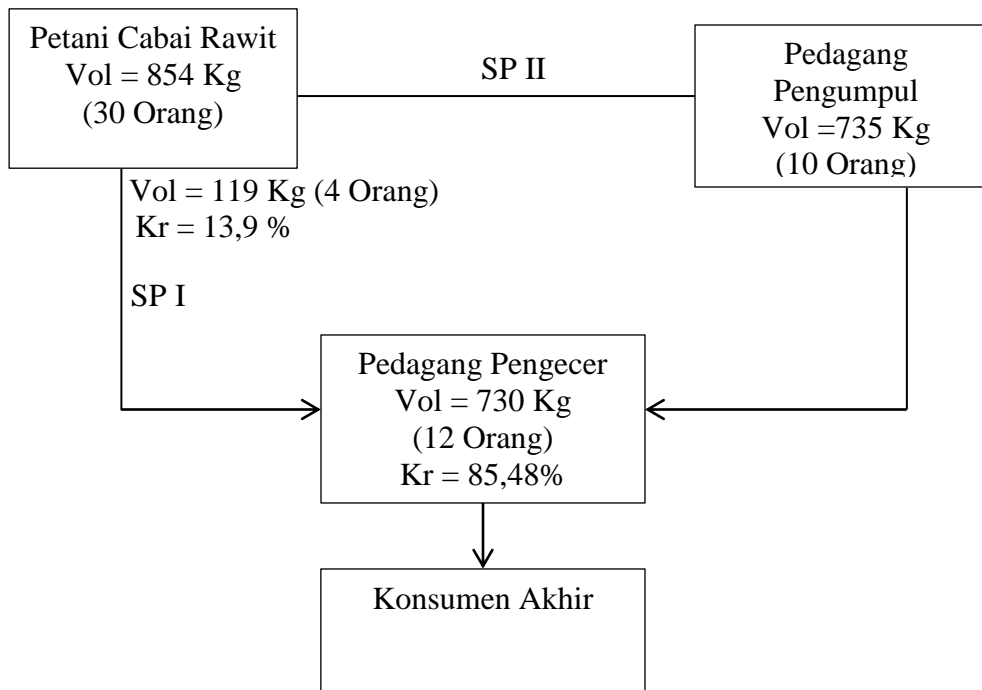 Petani Cabai Rawit
Vol = 854 Kg
(30 Orang)
SP II
Pedagang
Pengumpul
Vol =735 Kg
(10 Orang)
Vol = 119 Kg (4 Orang)
Kr = 13,9 %
SP I
Pedagang Pengecer
Vol = 730 Kg
(12 Orang)
Kr = 85,48%
Konsumen Akhir